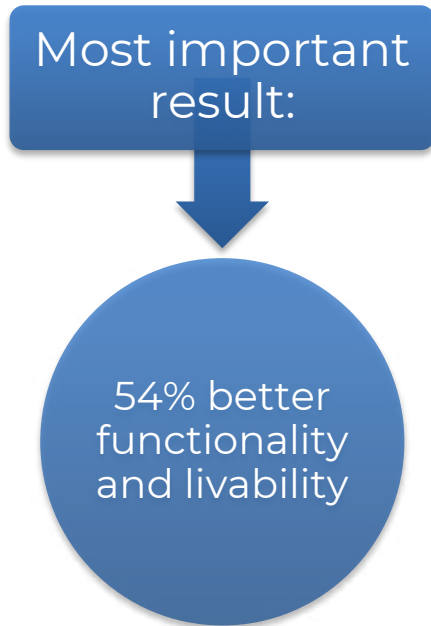 Most important
result:
54% better
functionality
and livability